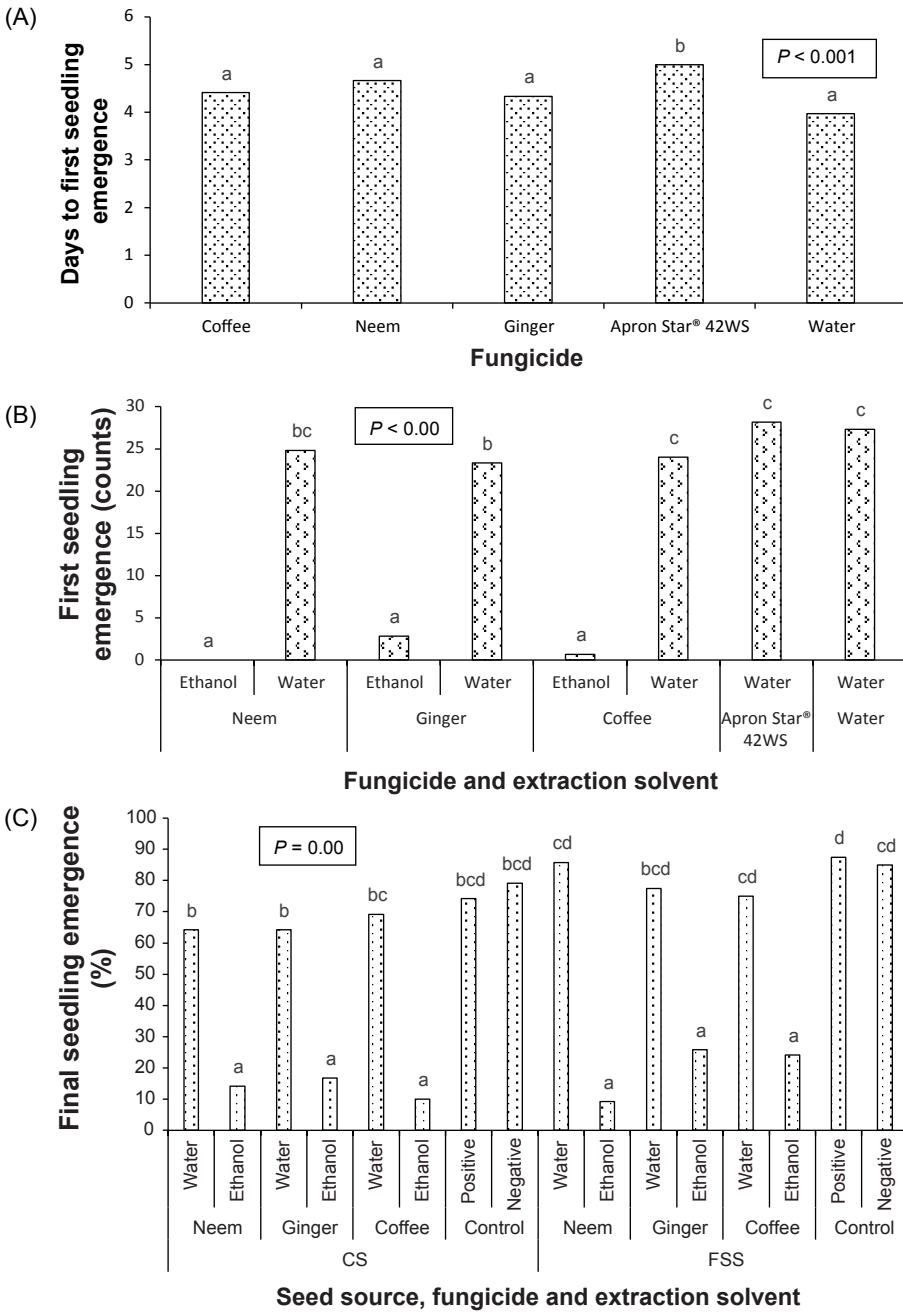 (A)
Days to first seedling
emergence
6
5
4
3
2
1
0
a
a
a
b
a
P < 0.001
Coffee
Neem
Ginger
Apron Star® 42WS
Water
Fungicide
(B)
First seedling
emergence (counts)
30
25
20
15
10
5
0
a
bc
a
b
a
c
c
c
P < 0.00
Ethanol
Water
Ethanol
Water
Ethanol
Water
Water
Water
Neem
Ginger
Coffee
Apron Star®
42WS
Water
Fungicide and extraction solvent
(C)
Final seedling emergence
(%)
100
90
80
70
60
50
40
30
20
10
0
P = 0.00
b
a
b
a
bc
a
bcd
bcd
cd
a
bcd
a
cd
a
d
cd
Water
Ethanol
Water
Ethanol
Water
Ethanol
Positive
Negative
Water
Ethanol
Water
Ethanol
Water
Ethanol
Positive
Negative
Neem
Ginger
Coffee
Control
Neem
Ginger
Coffee
Control
CS
FSS
Seed source, fungicide and extraction solvent